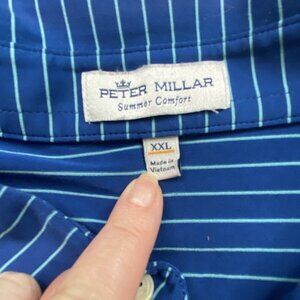 PETER MILLAR
Summer Comfort
XXL
Made in
Vietnam